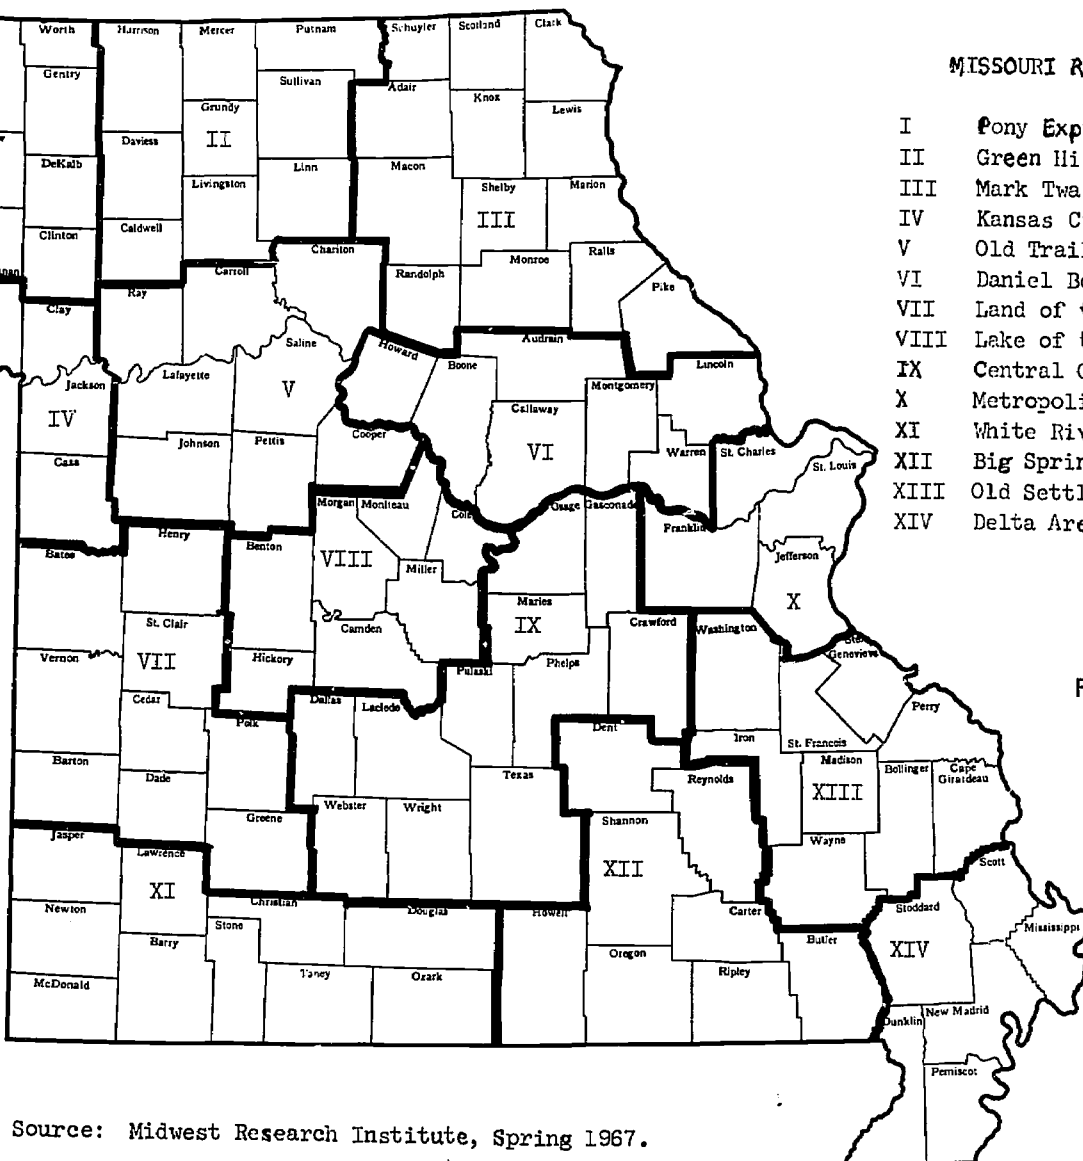 MISSOURI R
I Pony Exp
II Green Hi
III Mark Twa
IV Kansas C
V Old Trail
VI Daniel Bo
VII Land of
VIII Lake of t
IX Central
X Metropoli
XI White Riv
XII Big Sprin
XIII Old Settl
XIV Delta Are
Worth Harrison Mercer Putnam Schuyler Scotland Clark
Gentry Sullivan Adair Knox Lewis
Grundy
II
DeKalb Daviess Linn Macon
Livingston Shelby Marion
III
Clinton Caldwell Chariton Monroe Ralls
Carroll Randolph Pike
Clay Ray
Saline Howard Audrain
Jackson Lafayette Boone Lincoln
IV V Montgomery
Callaway
Johnson Pettis Cooper VI Warren St. Charles
Cass St. Louis
Morgan Moniteau Cole Osage Gasconade
Franklin
Bates Henry Benton
VIII Miller Jefferson
X
Maries
St. Clair Camden IX Crawford Washington
Vernon VII Hickory Pulaski Phelps Ste. Genevieve
Cedar Dallas Laclede Perry
Polk Dent Iron St. Francois
Barton Dade Texas Reynolds Madison Bollinger Cape Girardeau
XIII
Greene Webster Wright Shannon
Jasper Lawrence Wayne
XI XII Scott
Newton Christian Douglas Howell Carter Stoddard
Stone Mississippi
Barry Oregon Butler XIV
McDonald Taney Ozark Ripley
Dunklin New Madrid
Pemiscot
F
Source: Midwest Research Institute, Spring 1967.